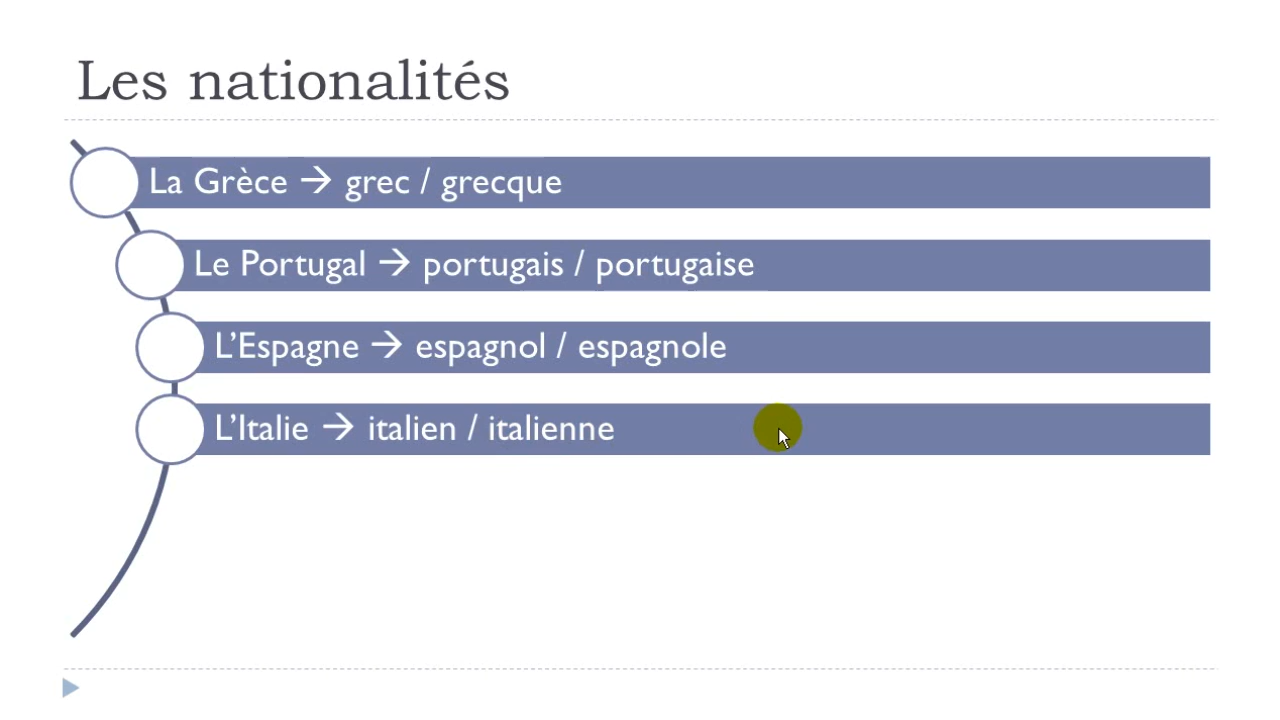 Les nationalités
La Grèce → grec / grecque
Le Portugal → portugais / portugaise
L’Espagne → espagnol / espagnole
L’Italie → italien / italienne